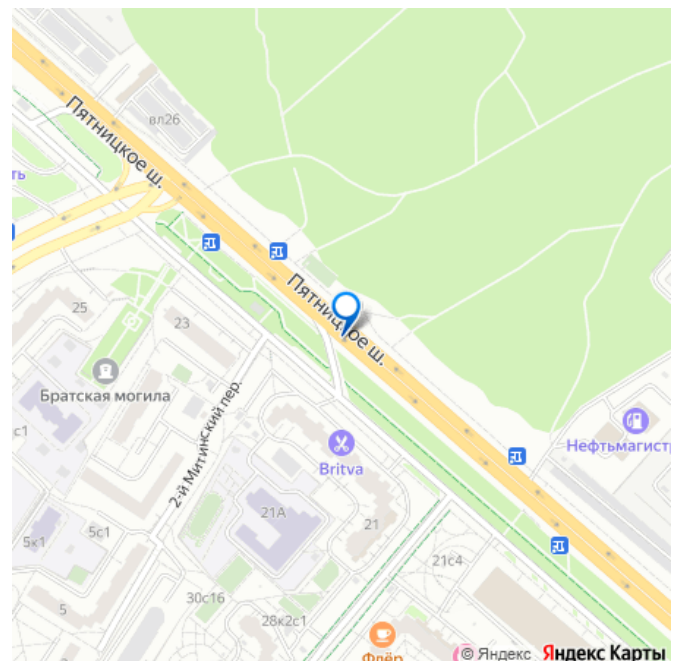 вл26
Пятницкое ш.
ть
Пятницкое ш.
25
23
Братская могила
с1
2-й Митинский пер.
Britva
Нефтьмагистр
21А
21
5к1
5с1
21с4
5
30с16
28к2с1
Флёр
© Яндекс Яндекс Карты